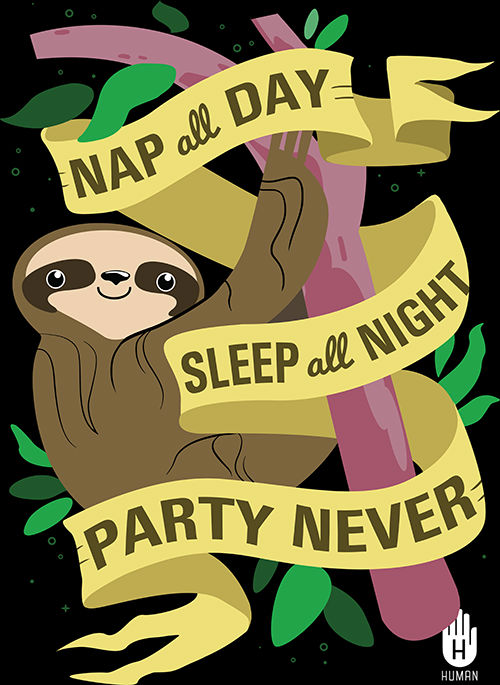 NAP all DAY
SLEEP all NIGHT
PARTY NEVER
H
HUMAN